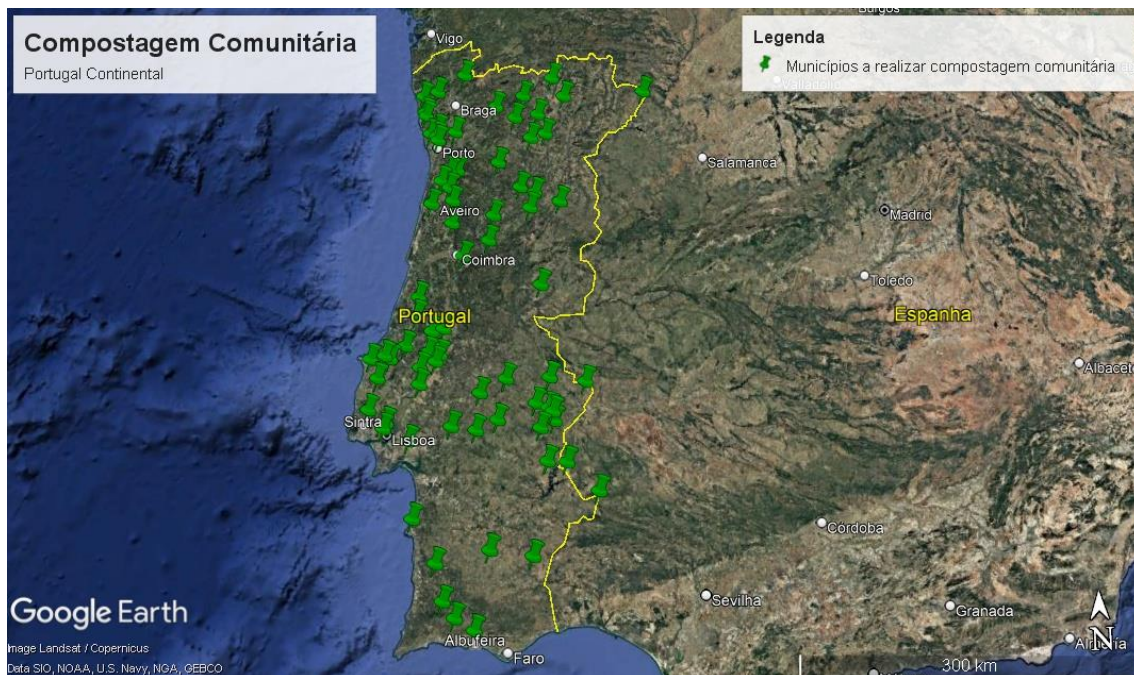 Compostagem Comunitária
Portugal Continental
Legenda
Municípios a realizar compostagem comunitária
Vigo
Braga
Porto
Salamanca
Aveiro
Madrid
Coimbra
Toledo
Portugal
Espanha
Sintra
Lisboa
Córdoba
Sevilha
Granada
Albufeira
Faro
Google Earth
Image Landsat / Copernicus
Data SIO, NOAA, U.S. Navy, NGA, GEBCO
300 km
N